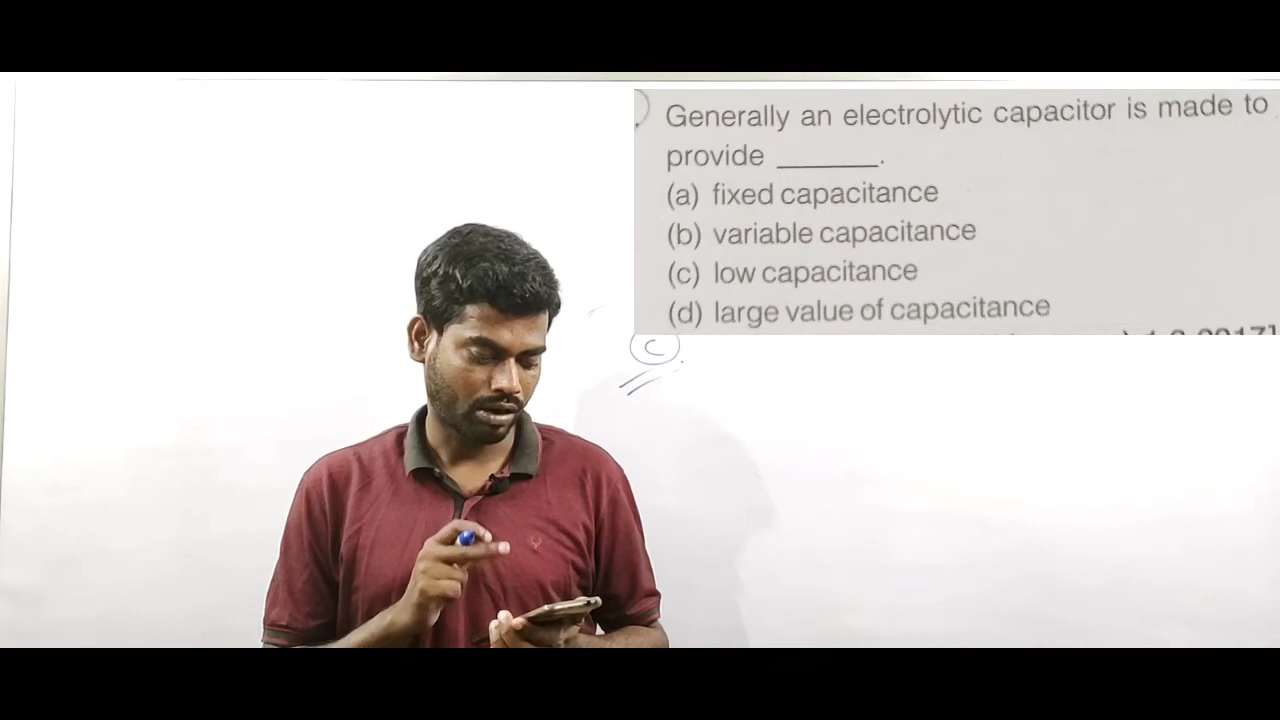 Generally an electrolytic capacitor is made to
provide _______.
(a) fixed capacitance
(b) variable capacitance
(c) low capacitance
(d) large value of capacitance
C